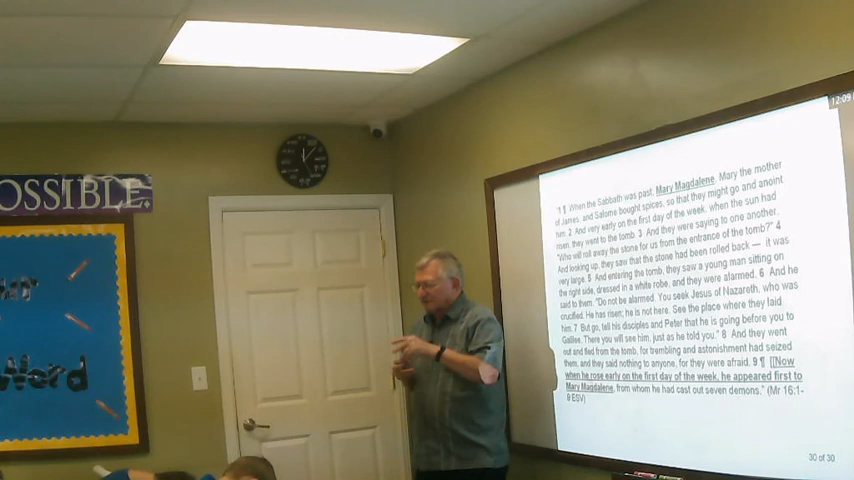 OSSIBLE
Word
12:09
"1 ¶ When the Sabbath was past, Mary Magdalene, Mary the mother
of James, and Salome bought spices, so that they might go and anoint
him. 2 And very early on the first day of the week, when the sun had
risen, they went to the tomb. 3 And they were saying to one another,
"Who will roll away the stone for us from the entrance of the tomb?" 4
And looking up, they saw that the stone had been rolled back — it was
very large. 5 And entering the tomb, they saw a young man sitting on
the right side, dressed in a white robe, and they were alarmed. 6 And he
said to them, "Do not be alarmed. You seek Jesus of Nazareth, who was
crucified. He has risen; he is not here. See the place where they laid
him. 7 But go, tell his disciples and Peter that he is going before you to
Galilee. There you will see him, just as he told you." 8 And they went
out and fled from the tomb, for trembling and astonishment had seized
them, and they said nothing to anyone, for they were afraid. 9 ¶ [[Now
when he rose early on the first day of the week, he appeared first to
Mary Magdalene, from whom he had cast out seven demons." (Mr 16:1-
9 ESV)
30 of 30